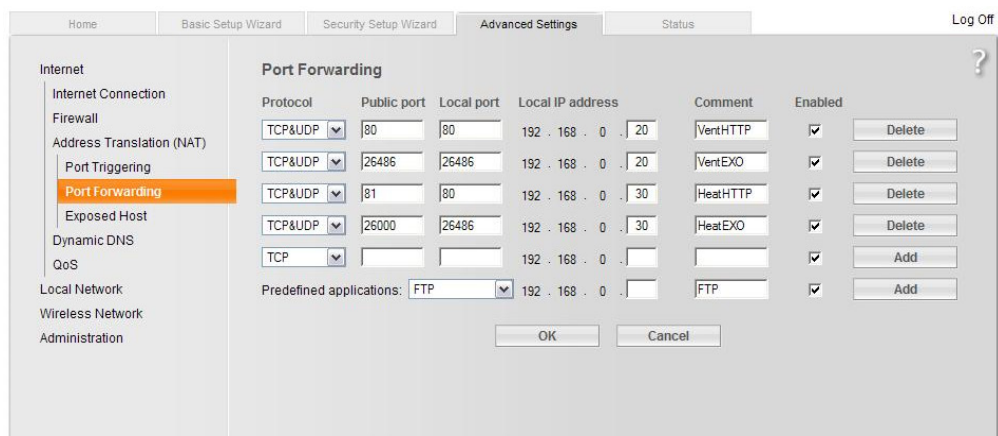 Home Basic Setup Wizard Security Setup Wizard Advanced Settings Status Log Off
?
Internet
Internet Connection
Firewall
Address Translation (NAT)
Port Triggering
Port Forwarding
Exposed Host
Dynamic DNS
QoS
Local Network
Wireless Network
Administration
Port Forwarding
Protocol Public port Local port Local IP address Comment Enabled
TCP&UDP 80 80 192 . 168 . 0 . 20 VentHTTP Delete
TCP&UDP 26486 26486 192 . 168 . 0 . 20 VentEXO Delete
TCP&UDP 81 80 192 . 168 . 0 . 30 HeatHTTP Delete
TCP&UDP 26000 26486 192 . 168 . 0 . 30 HeatEXO Delete
TCP 192 . 168 . 0 . Add
Predefined applications: FTP 192 . 168 . 0 . FTP Add
OK Cancel